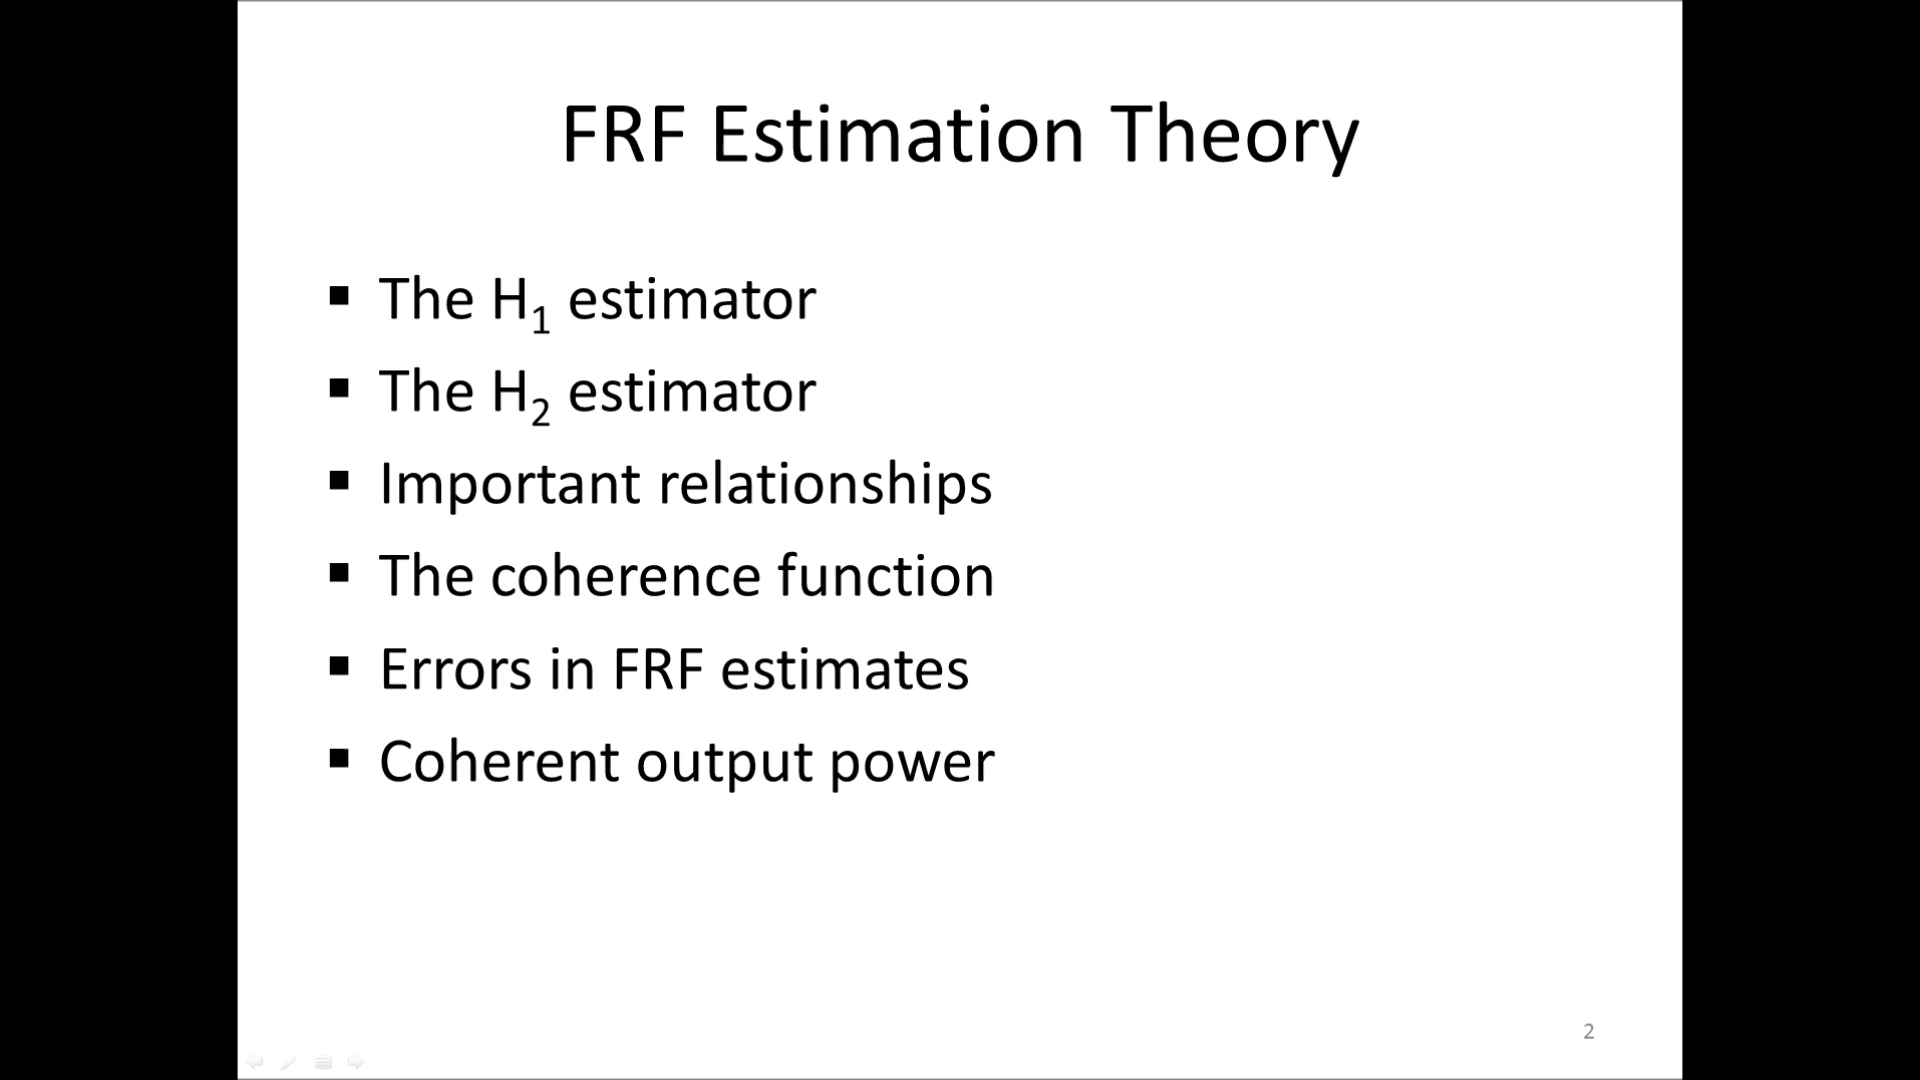 FRF Estimation Theory
▪ The H₁ estimator
▪ The H₂ estimator
▪ Important relationships
▪ The coherence function
▪ Errors in FRF estimates
▪ Coherent output power
2